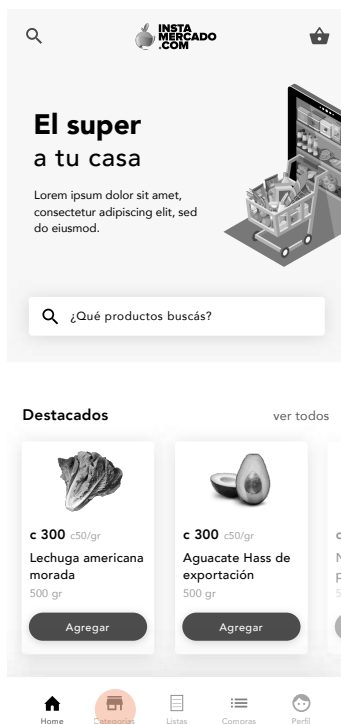 INSTA
MERCADO
.COM
El super
a tu casa
Lorem ipsum dolor sit amet,
consectetur adipiscing elit, sed
do eiusmod.
¿Qué productos buscás?
Destacados
ver todos
c 300 c50/gr
Lechuga americana
morada
500 gr
Agregar
c 300 c50/gr
Aguacate Hass de
exportación
500 gr
Agregar
Home
Categorías
Listas
Compras
Perfil